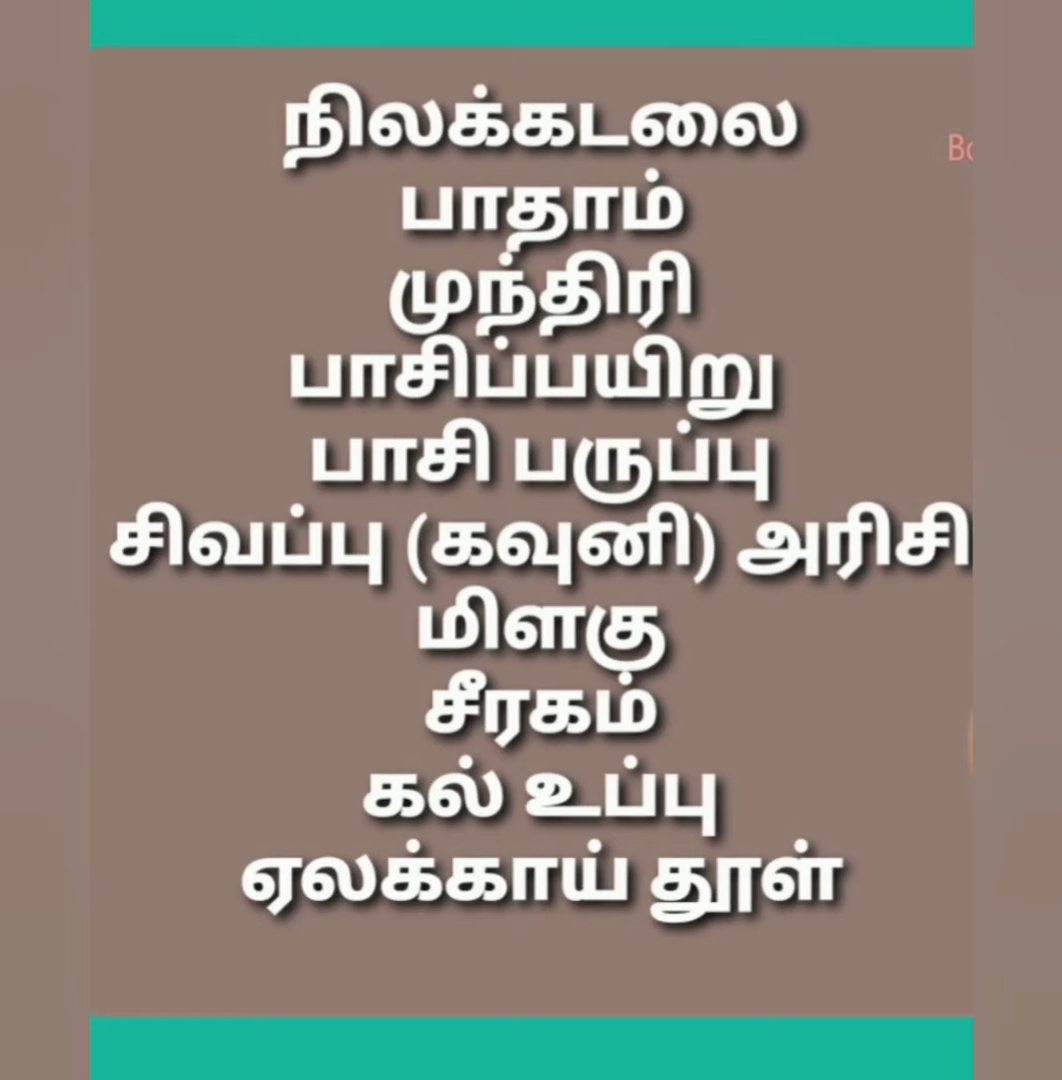 நிலக்கடலை
பாதாம்
முந்திரி
பாசிப்பயிறு
பாசி பருப்பு
சிவப்பு (கவுனி) அரிசி
மிளகு
சீரகம்
கல் உப்பு
ஏலக்காய் தூள்